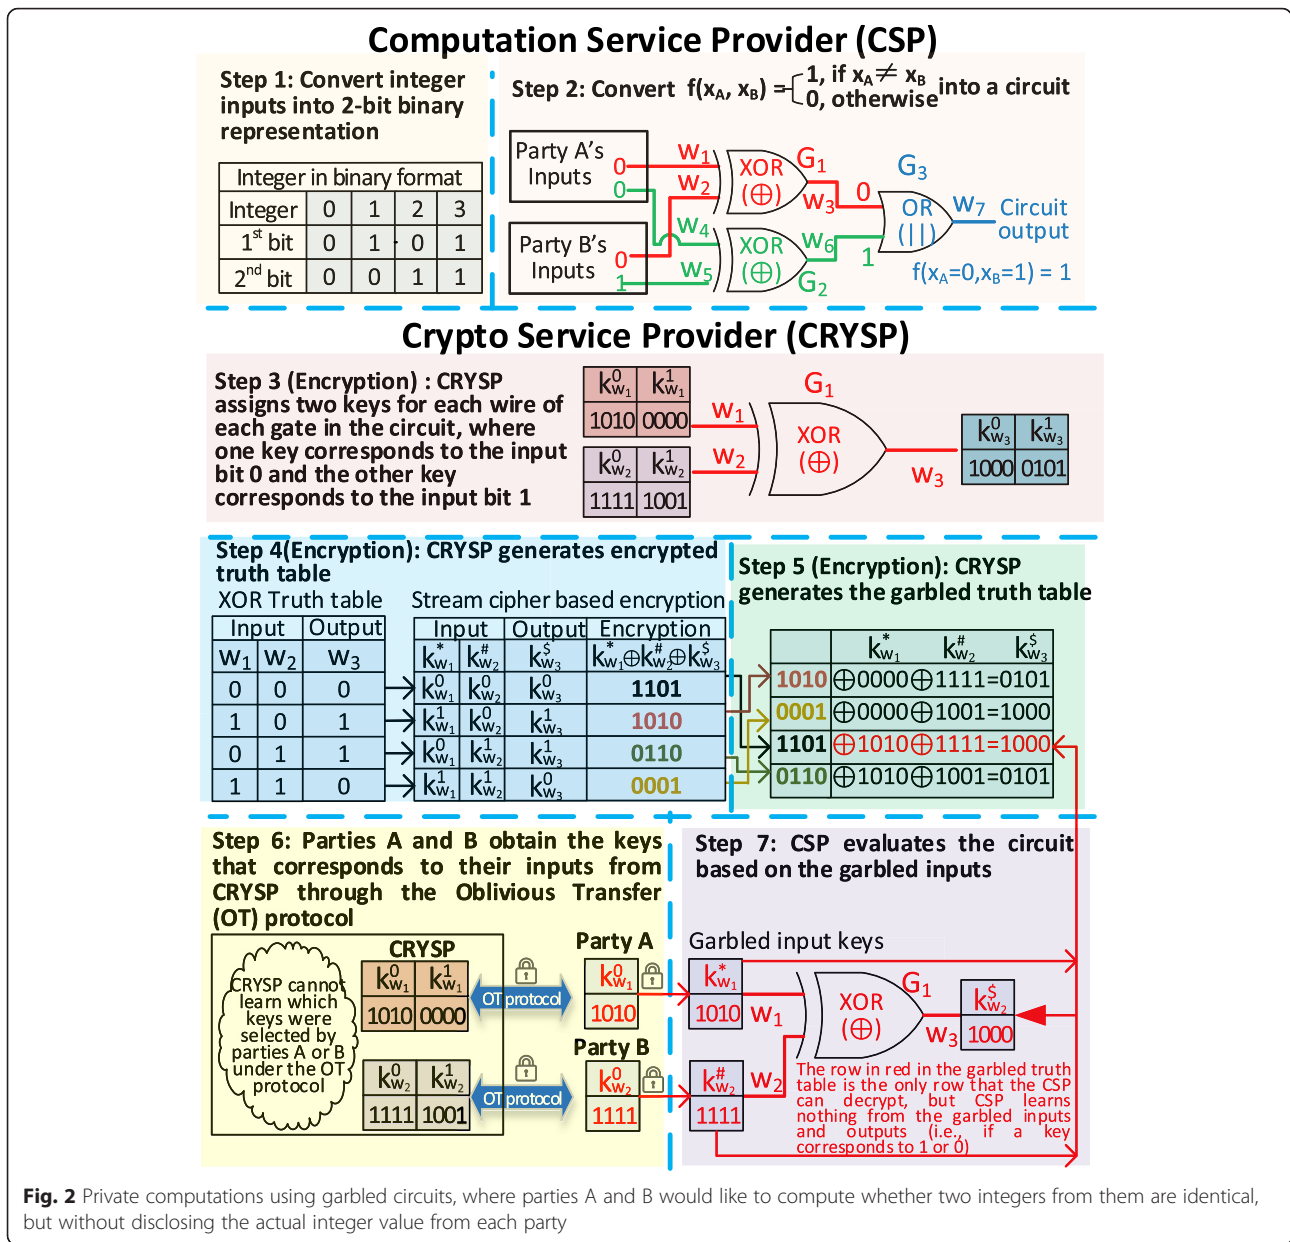 Computation Service Provider (CSP)
Step 1: Convert integer
inputs into 2-bit binary
representation
Integer in binary format
Integer 0 1 2 3
1st bit 0 1 0 1
2nd bit 0 0 1 1
Step 2: Convert f(xA, xB) = 1, if xA ≠ xB
0, otherwise into a circuit
Party A's
Inputs
0
0
Party B's
Inputs
0
1
w1
w2
XOR
(⊕)
G1
w3
w4
w5
XOR
(⊕)
G2
w6
0
1
G3
OR
(||)
w7
Circuit
output
f(xA=0,xB=1) = 1
Crypto Service Provider (CRYSP)
Step 3 (Encryption) : CRYSP
assigns two keys for each wire of
each gate in the circuit, where
one key corresponds to the input
bit 0 and the other key
corresponds to the input bit 1
k⁰w1 k¹w1
1010 0000
k⁰w2 k¹w2
1111 1001
w1
w2
G1
XOR
(⊕)
w3
k⁰w3 k¹w3
1000 0101
Step 4(Encryption): CRYSP generates encrypted
truth table
XOR Truth table
Input Output
w1 w2 w3
0 0 0
1 0 1
0 1 1
1 1 0
Stream cipher based encryption
Input Output Encryption
k*w1 k#w2 k$w3 k*w1⊕k#w2⊕k$w3
k⁰w1 k⁰w2 k⁰w3 1101
k¹w1 k⁰w2 k¹w3 1010
k⁰w1 k¹w2 k¹w3 0110
k¹w1 k¹w2 k⁰w3 0001
Step 5 (Encryption): CRYSP
generates the garbled truth table
k*w1 k#w2 k$w3
1010 ⊕0000⊕1111=0101
0001 ⊕0000⊕1001=1000
1101 ⊕1010⊕1111=1000
0110 ⊕1010⊕1001=0101
Step 6: Parties A and B obtain the keys
that corresponds to their inputs from
CRYSP through the Oblivious Transfer
(OT) protocol
CRYSP cannot
learn which
keys were
selected by
parties A or B
under the OT
protocol
CRYSP
k⁰w1 k¹w1
1010 0000
k⁰w2 k¹w2
1111 1001
OT protocol
OT protocol
Party A
k⁰w1
1010
Party B
k⁰w2
1111
Step 7: CSP evaluates the circuit
based on the garbled inputs
Garbled input keys
k*w1
1010
w1
k#w2
1111
w2
XOR
(⊕)
G1
w3
k$w2
1000
The row in red in the garbled truth
table is the only row that the CSP
can decrypt, but CSP learns
nothing from the garbled inputs
and outputs (i.e., if a key
corresponds to 1 or 0)
Fig. 2 Private computations using garbled circuits, where parties A and B would like to compute whether two integers from them are identical,
but without disclosing the actual integer value from each party